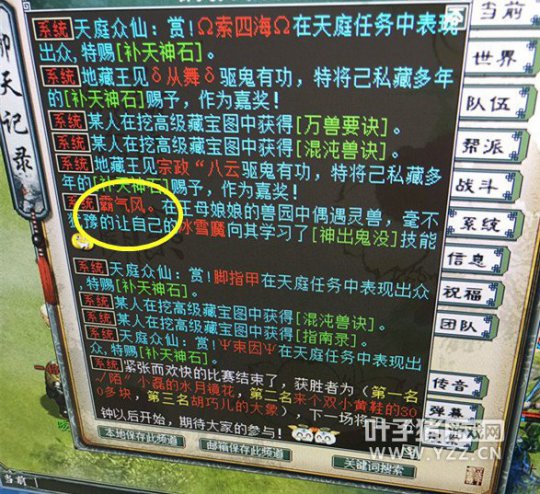 当前
聊天记录
系统 天庭众仙：赏！Ω索四海Ω在天庭任务中表现
出众，特赐[补天神石]。
系统 地藏王见δ从舞δ驱鬼有功，特将己私藏多年
的[补天神石]赐予，作为嘉奖！
系统 某人在挖高级藏宝图中获得[万兽要诀]。
系统 某人在挖高级藏宝图中获得[混沌兽诀]。
系统 地藏王见宗政“八云驱鬼有功，特将己私藏多
年的[补天神石]赐予，作为嘉奖！
系统 霸气风。在王母娘娘的兽园中偶遇灵兽，毫不
犹豫的让自己的冰雪魔向其学习了[神出鬼没]技能
系统 天庭众仙：赏！脚指甲在天庭任务中表现出众
，特赐[补天神石]。
系统 某人在挖高级藏宝图中获得[混沌兽诀]。
系统 某人在挖高级藏宝图中获得[指南录]。
系统 天庭众仙：赏！Ψ束因Ψ在天庭任务中表现出
众，特赐[补天神石]。
系统 紧张而欢快的比赛结束了，获胜者为（第一名
√陌”小磊的水月镜花，第二名来个双小黄鞋的30
0多块，第三名胡巧儿的大象），下一场将
钟以后开始，期待大家的参与！
本地保存此频道
邮箱保存此频道
关键词搜索
世界
队伍
帮派
战斗
系统
信息
祝福
团队
传音
弹幕
当前
叶子猪游戏网
www.YZZ.CN